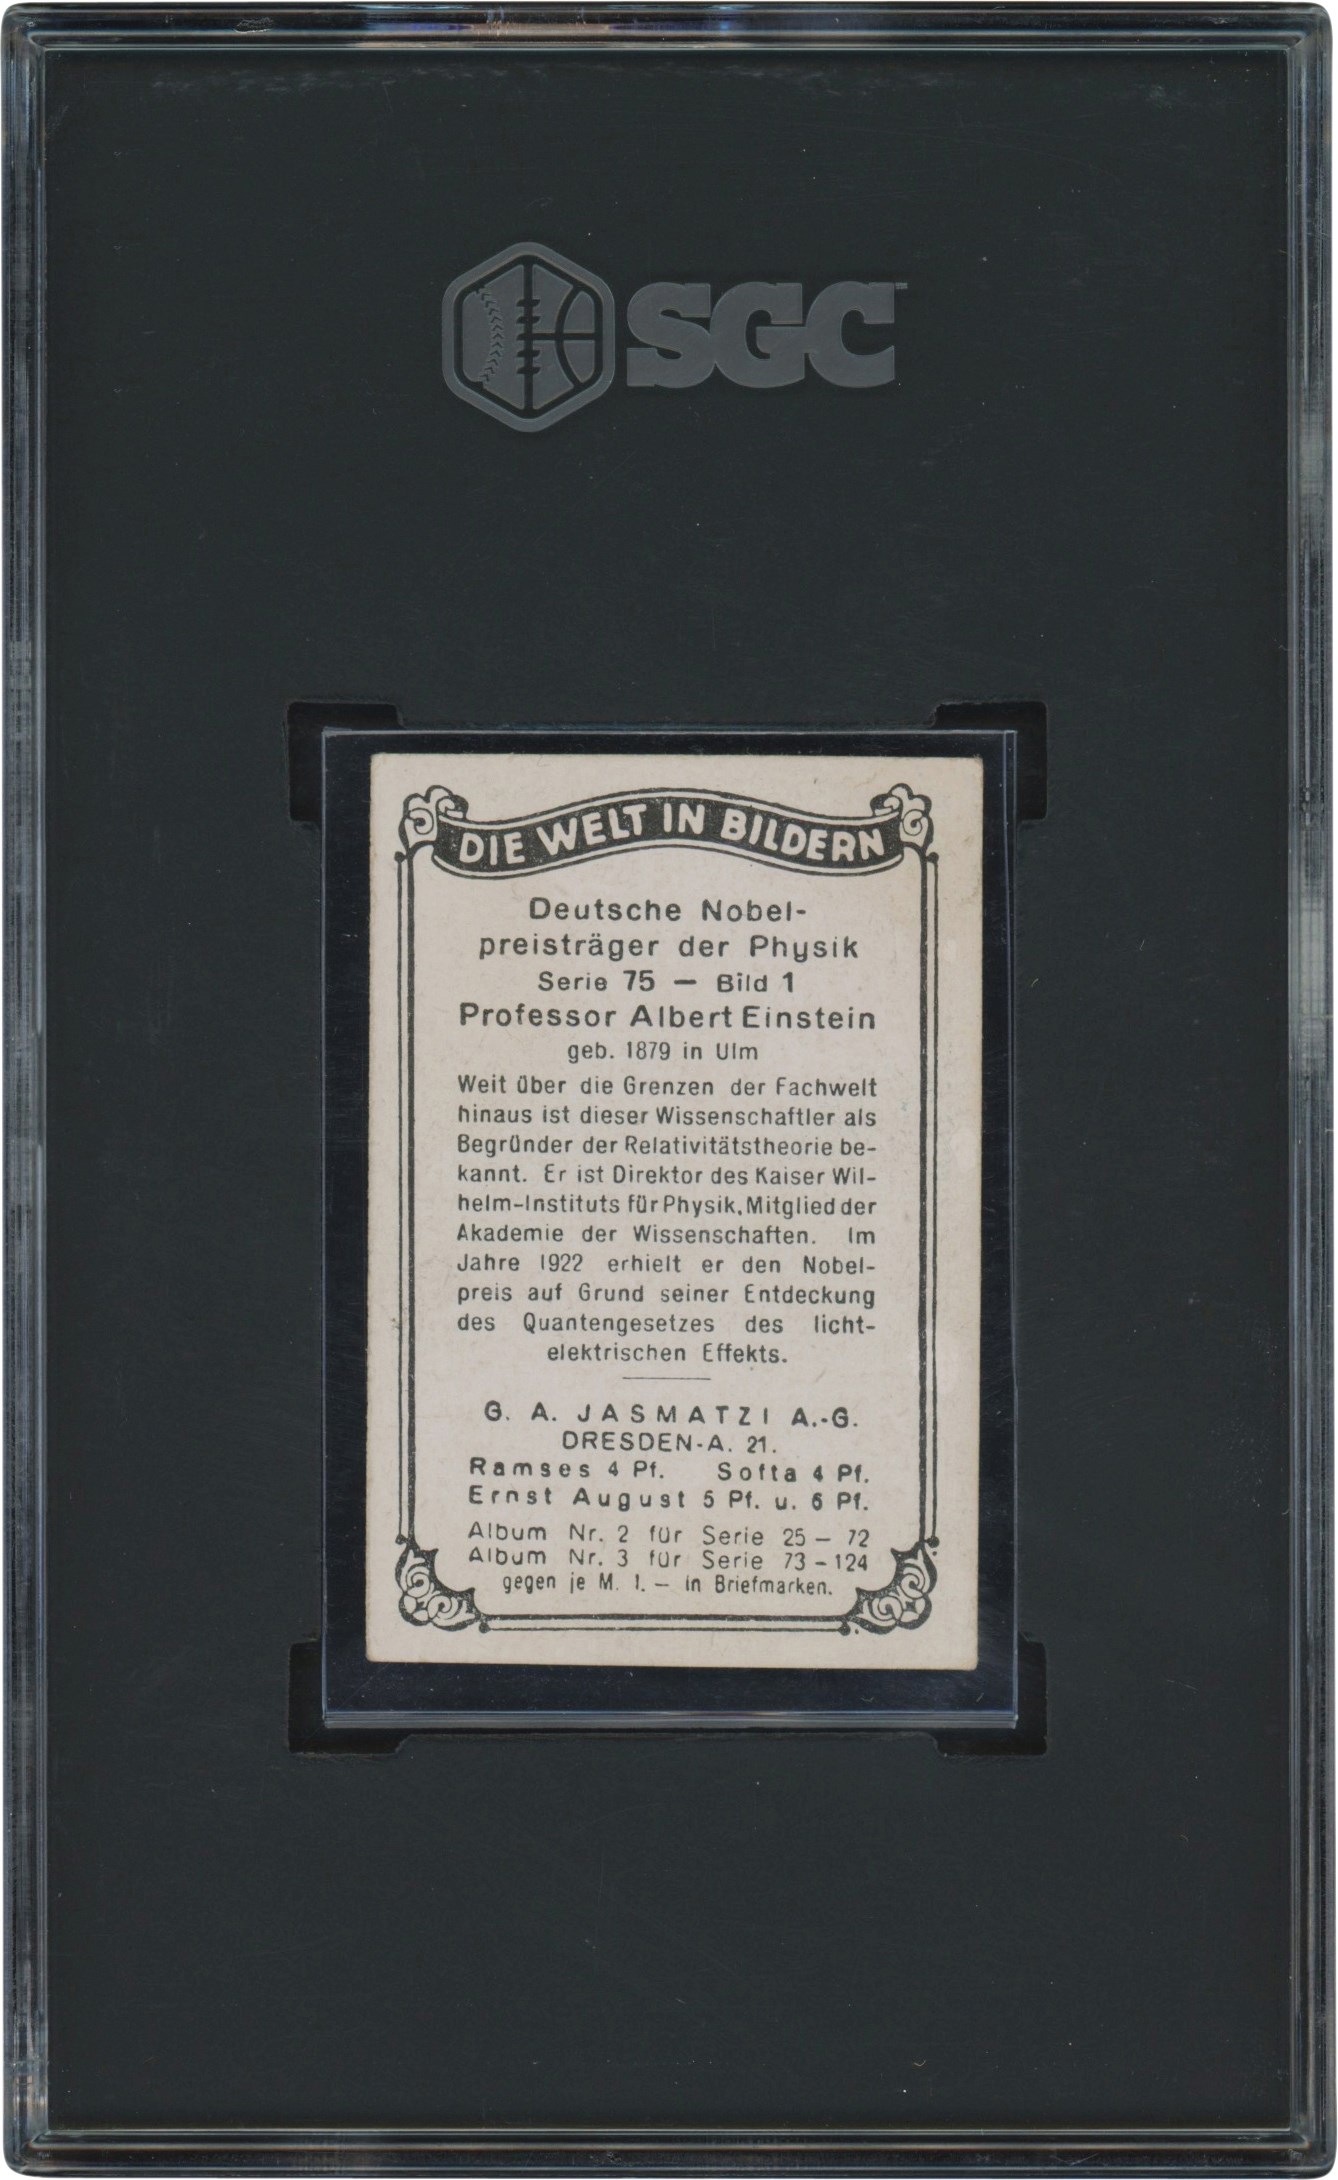 SGC™
DIE WELT IN BILDERN
Deutsche Nobel-
preisträger der Physik
Serie 75 — Bild 1
Professor Albert Einstein
geb. 1879 in Ulm
Weit über die Grenzen der Fachwelt
hinaus ist dieser Wissenschaftler als
Begründer der Relativitätstheorie be-
kannt. Er ist Direktor des Kaiser Wil-
helm-Instituts für Physik, Mitglied der
Akademie der Wissenschaften. Im
Jahre 1922 erhielt er den Nobel-
preis auf Grund seiner Entdeckung
des Quantengesetzes des licht-
elektrischen Effekts.
G. A. JASMATZI A.-G.
DRESDEN-A. 21.
Ramses 4 Pf. Softa 4 Pf.
Ernst August 5 Pf. u. 6 Pf.
Album Nr. 2 für Serie 25 – 72
Album Nr. 3 für Serie 73 – 124
gegen je M. 1. — in Briefmarken.